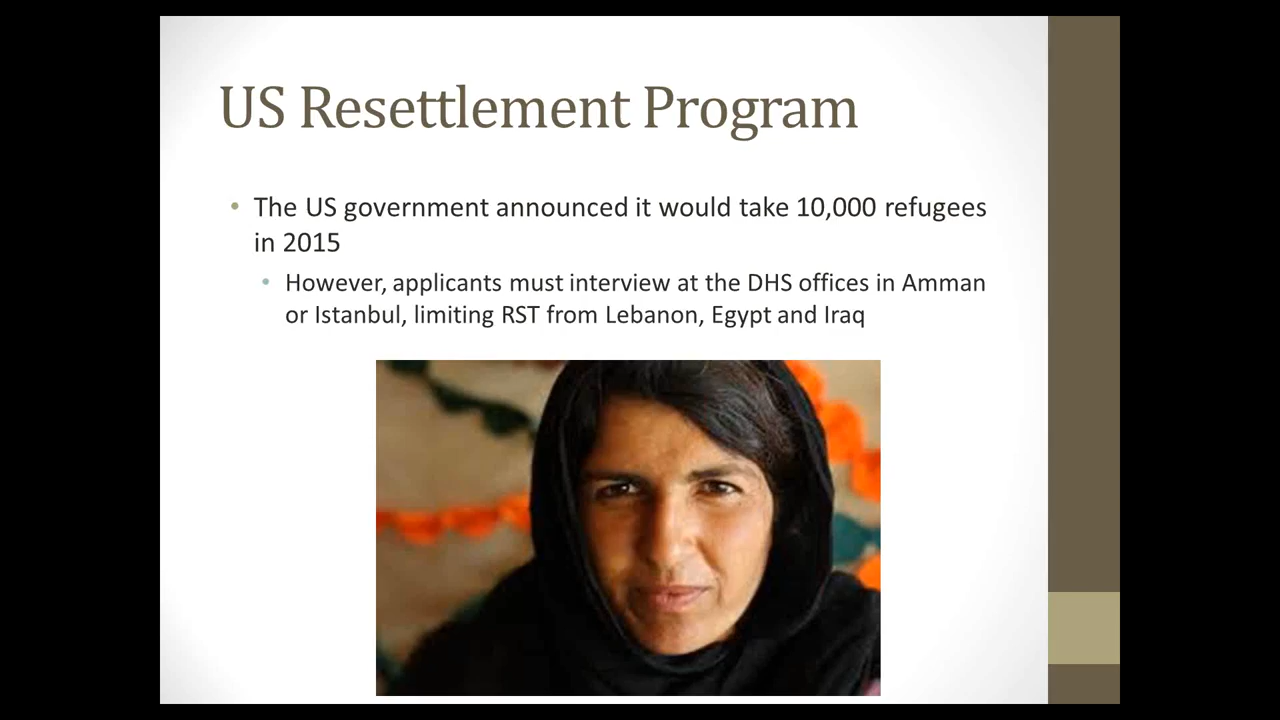 US Resettlement Program
• The US government announced it would take 10,000 refugees
in 2015
• However, applicants must interview at the DHS offices in Amman
or Istanbul, limiting RST from Lebanon, Egypt and Iraq